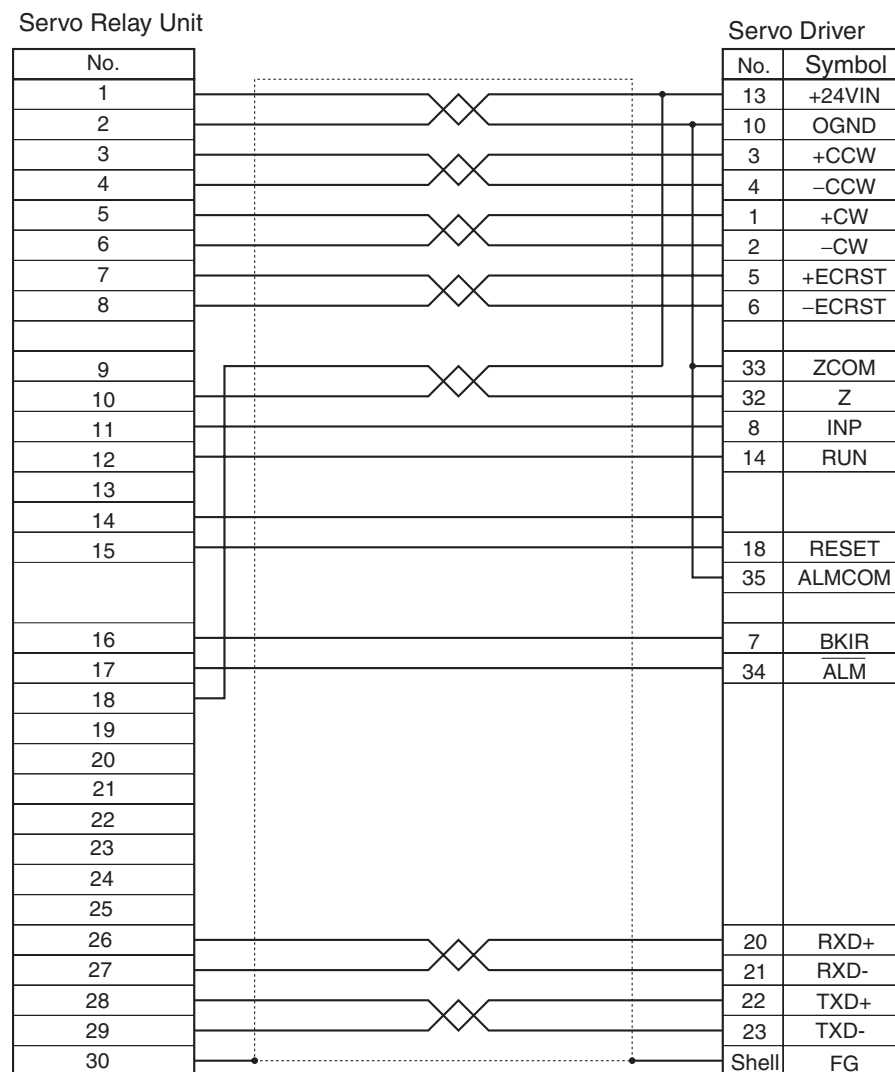 Servo Relay Unit
Servo Driver
No.
No. Symbol
1
13 +24VIN
2
10 OGND
3
3 +CCW
4
4 −CCW
5
1 +CW
6
2 −CW
7
5 +ECRST
8
6 −ECRST
9
33 ZCOM
10
32 Z
11
8 INP
12
14 RUN
13
14
15
18 RESET
35 ALMCOM
16
7 BKIR
17
34 ALM
18
19
20
21
22
23
24
25
26
20 RXD+
27
21 RXD-
28
22 TXD+
29
23 TXD-
30
Shell FG